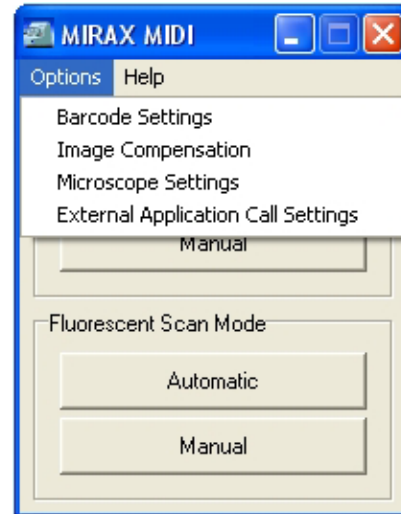 MIRAX MIDI
Options Help
Barcode Settings
Image Compensation
Microscope Settings
External Application Call Settings
Manual
Fluorescent Scan Mode
Automatic
Manual